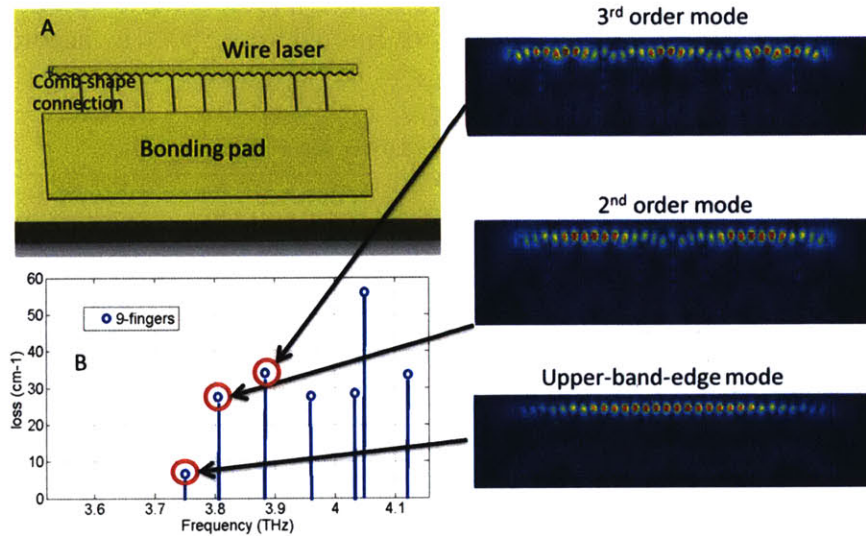 A
Wire laser
Comb-shape
connection
Bonding pad
3rd order mode
2nd order mode
Upper-band-edge mode
60
50
40
30
20
10
0
loss (cm-1)
9-fingers
B
3.6
3.7
3.8
3.9
4
4.1
Frequency (THz)